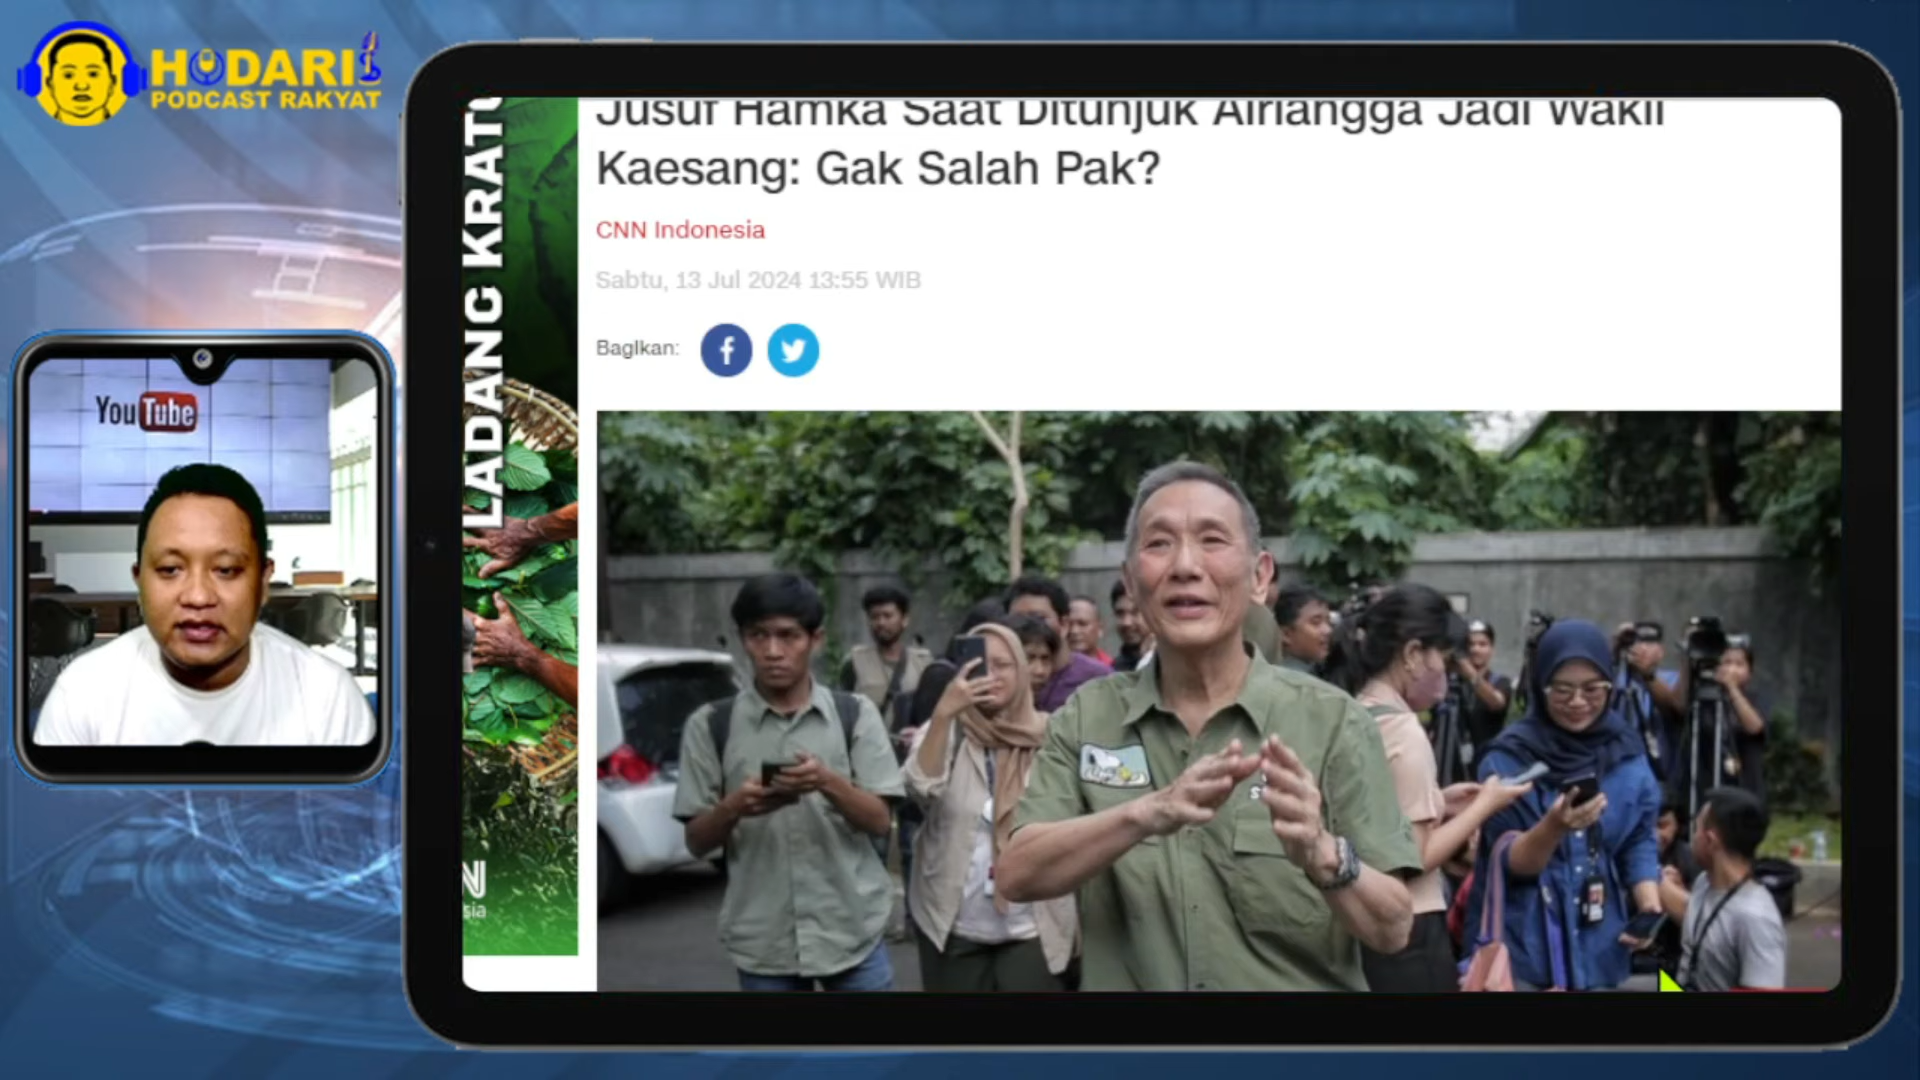 HODARI
PODCAST RAKYAT
YouTube
LADANG KRAT
Jusuf Hamka Saat Ditunjuk Airlangga Jadi Wakil
Kaesang: Gak Salah Pak?
CNN Indonesia
Sabtu, 13 Jul 2024 13:55 WIB
Bagikan: